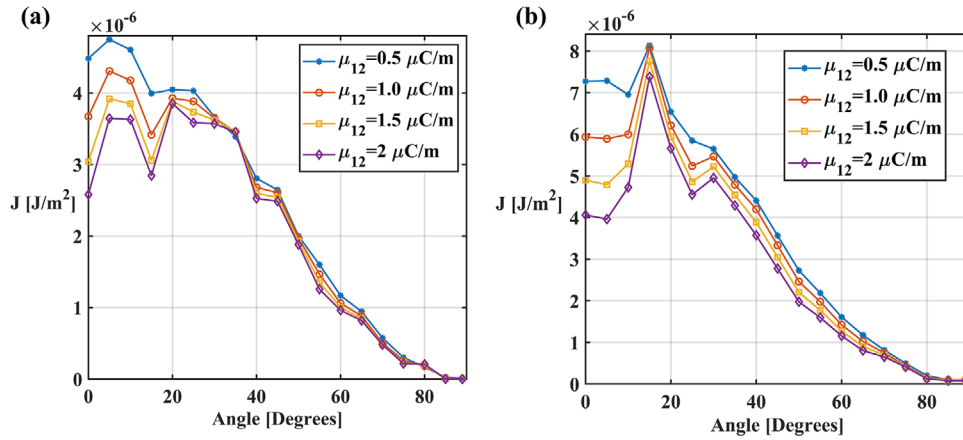 (a)
×10⁻⁶
μ₁₂=0.5 μC/m
μ₁₂=1.0 μC/m
μ₁₂=1.5 μC/m
μ₁₂=2 μC/m
J [J/m²]
4
3
2
1
0
0 20 40 60 80
Angle [Degrees]
(b)
×10⁻⁶
μ₁₂=0.5 μC/m
μ₁₂=1.0 μC/m
μ₁₂=1.5 μC/m
μ₁₂=2 μC/m
J [J/m²]
8
7
6
5
4
3
2
1
0
0 20 40 60 80
Angle [Degrees]